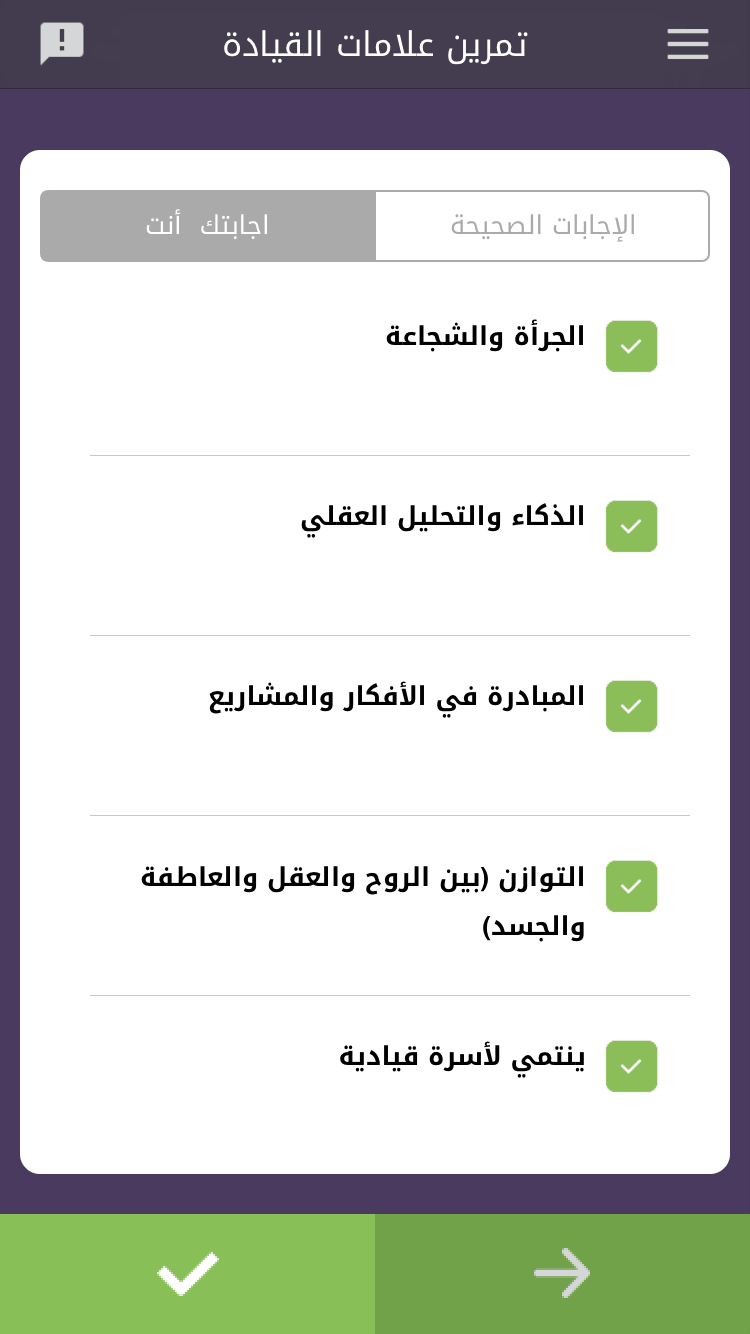 تمرين علامات القيادة
الإجابات الصحيحة
اجابتك أنت
الجرأة والشجاعة
الذكاء والتحليل العقلي
المبادرة في الأفكار والمشاريع
التوازن (بين الروح والعقل والعاطفة
والجسد)
ينتمي لأسرة قيادية